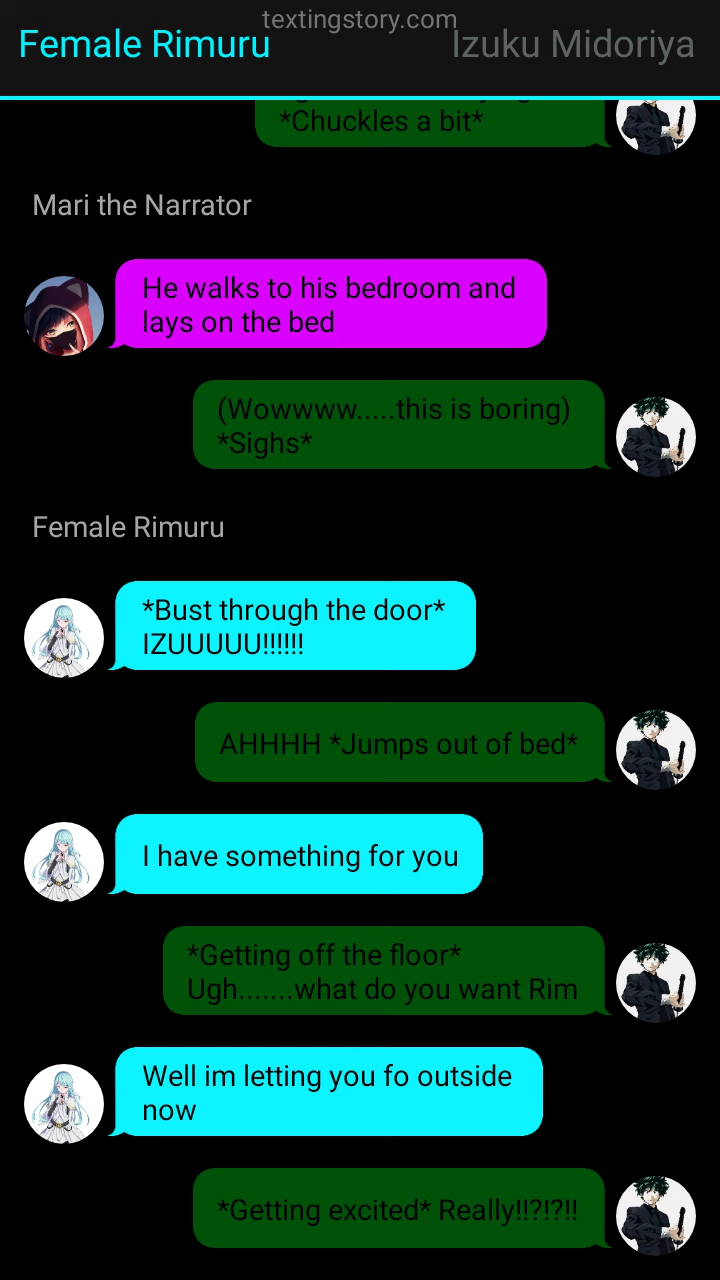 textingstory.com
Female Rimuru
Izuku Midoriya
*Chuckles a bit*
Mari the Narrator
He walks to his bedroom and
lays on the bed
(Wowwww.....this is boring)
*Sighs*
Female Rimuru
*Bust through the door*
IZUUUUU!!!!!!
AHHHH *Jumps out of bed*
I have something for you
*Getting off the floor*
Ugh.......what do you want Rim
Well im letting you fo outside
now
*Getting excited* Really!!?!?!!